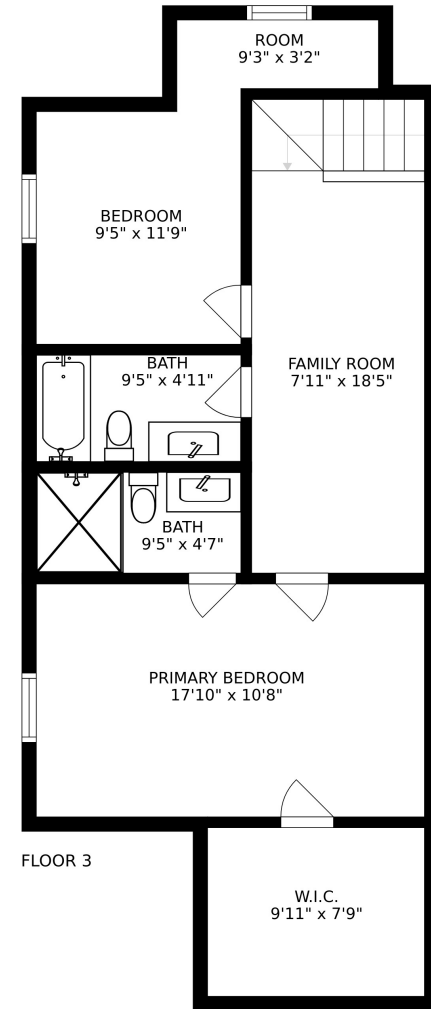 ROOM
9'3" x 3'2"
BEDROOM
9'5" x 11'9"
BATH
9'5" x 4'11"
FAMILY ROOM
7'11" x 18'5"
BATH
9'5" x 4'7"
PRIMARY BEDROOM
17'10" x 10'8"
FLOOR 3
W.I.C.
9'11" x 7'9"